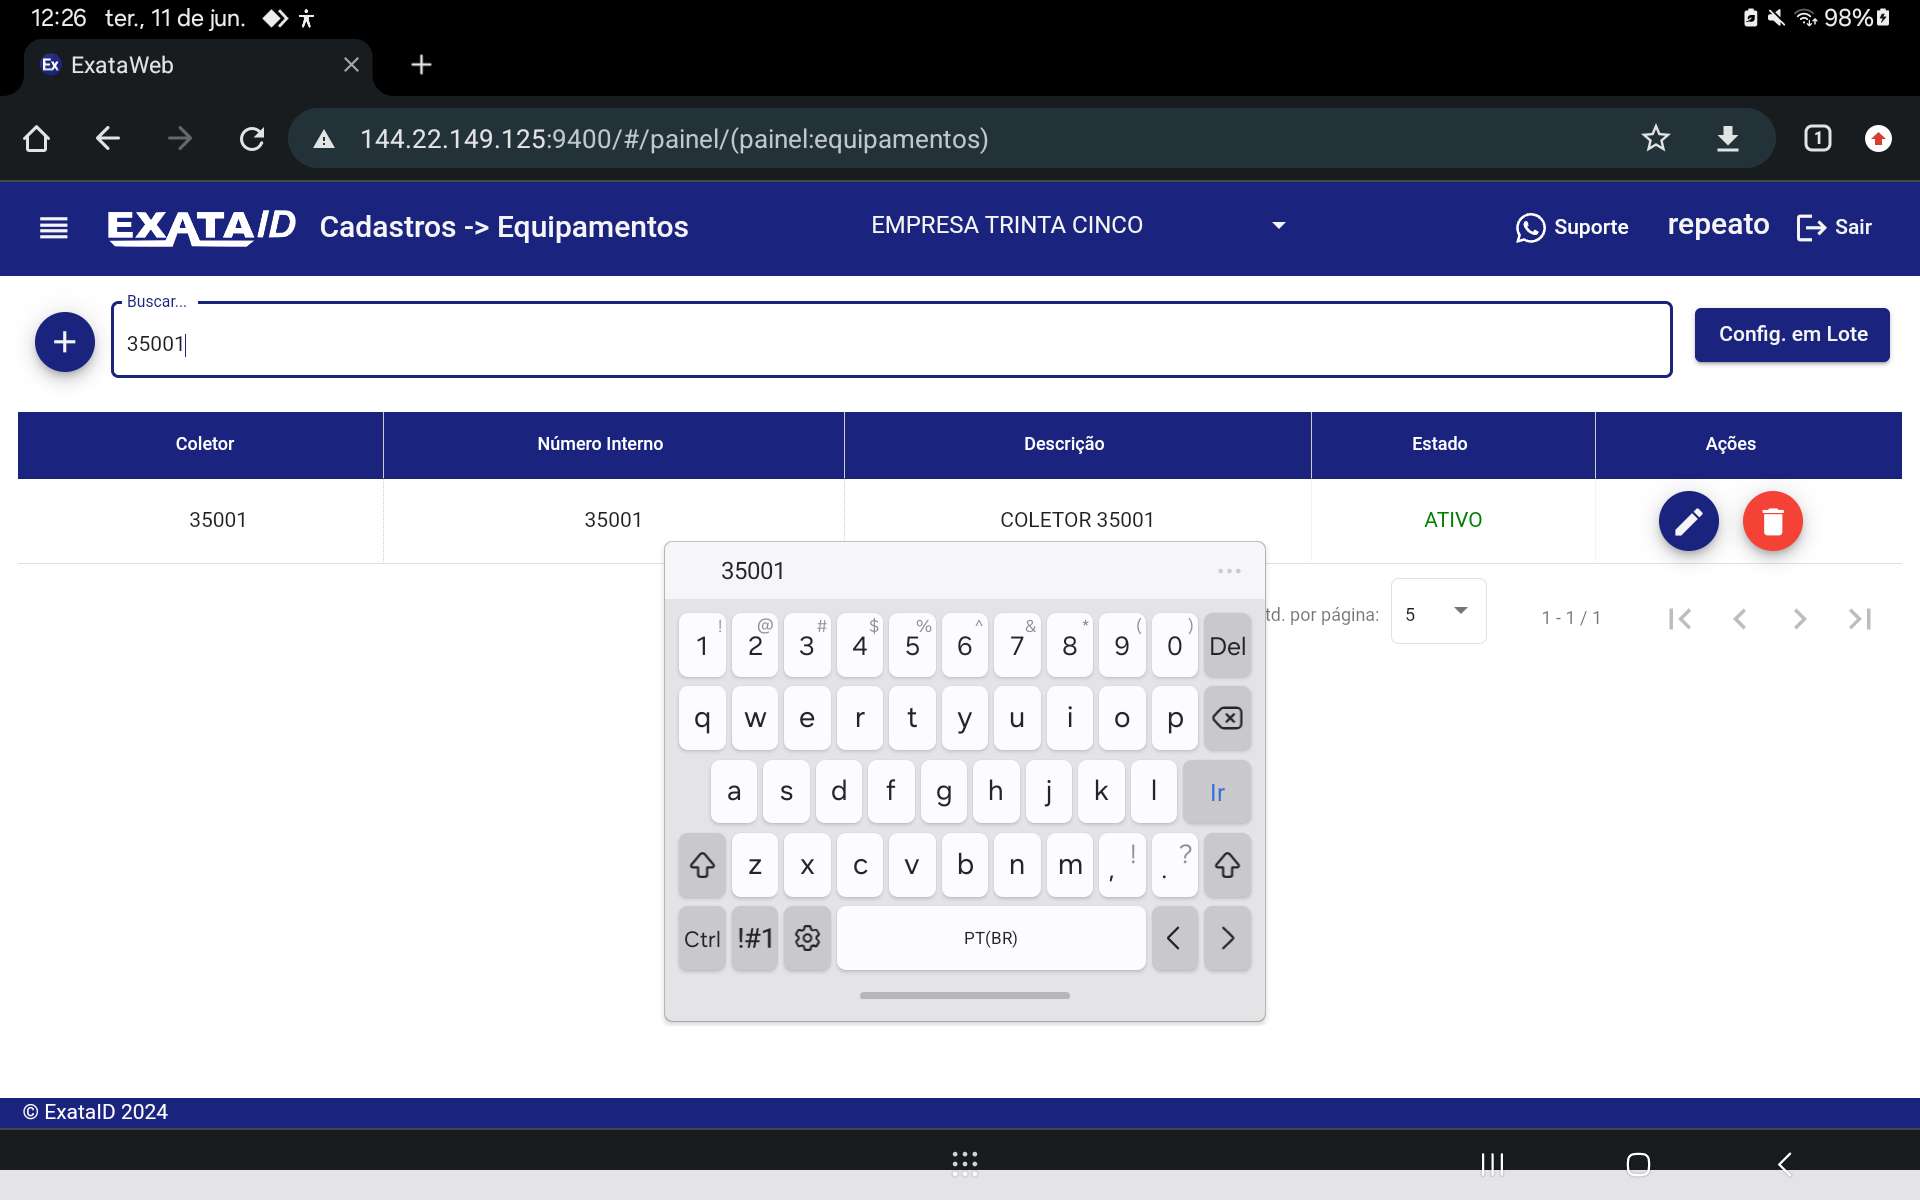 12:26 ter., 11 de jun. 98%
Ex ExataWeb
144.22.149.125:9400/#/painel/(painel:equipamentos) 1
EXATAID Cadastros -> Equipamentos EMPRESA TRINTA CINCO Suporte repeato Sair
Buscar...
35001
Config. em Lote
Coletor Número Interno Descrição Estado Ações
35001 35001 COLETOR 35001 ATIVO
35001
td. por página: 5 1 - 1 / 1
! @ # $ % ^ & * ( )
1 2 3 4 5 6 7 8 9 0 Del
q w e r t y u i o p
a s d f g h j k l Ir
z x c v b n m , ! . ?
Ctrl !#1 PT(BR) < >
© ExataID 2024